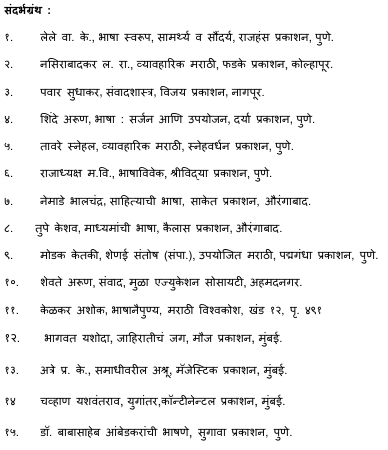 संदर्भग्रंथ :
१. लेले वा. के., भाषा स्वरूप, सामर्थ्य व सौंदर्य, राजहंस प्रकाशन, पुणे.
२. नसिराबादकर ल. रा., व्यावहारिक मराठी, फडके प्रकाशन, कोल्हापूर.
३. पवार सुधाकर, संवादशास्त्र, विजय प्रकाशन, नागपूर.
४. शिंदे अरूण, भाषा : सर्जन आणि उपयोजन, दर्या प्रकाशन, पुणे.
५. तावरे स्नेहल, व्यावहारिक मराठी, स्नेहवर्धन प्रकाशन, पुणे.
६. राजाध्यक्ष म.वि., भाषाविवेक, श्रीविद्या प्रकाशन, पुणे.
७. नेमाडे भालचंद्र, साहित्याची भाषा, साकेत प्रकाशन, औरंगाबाद.
८. तुपे केशव, माध्यमांची भाषा, कैलास प्रकाशन, औरंगाबाद.
९. मोडक केतकी, शेणई संतोष (संपा.), उपयोजित मराठी, पद्मगंधा प्रकाशन, पुणे.
१०. शेवते अरूण, संवाद, मुळा एज्युकेशन सोसायटी, अहमदनगर.
११. केळकर अशोक, भाषानैपुण्य, मराठी विश्वकोश, खंड १२, पृ. ४९१
१२. भागवत यशोदा, जाहिरातीचं जग, मौज प्रकाशन, मुंबई.
१३. अत्रे प्र. के., समाधीवरील अश्रू, मॅजेस्टिक प्रकाशन, मुंबई.
१४ चव्हाण यशवंतराव, युगांतर,कॉन्टीनेन्टल प्रकाशन, मुंबई.
१५. डॉ. बाबासाहेब आंबेडकरांची भाषणे, सुगावा प्रकाशन, पुणे.